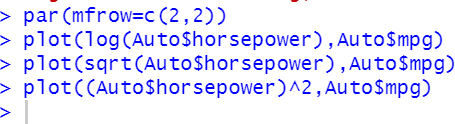 > par(mfrow=c(2,2))
> plot(log(Auto$horsepower),Auto$mpg)
> plot(sqrt(Auto$horsepower),Auto$mpg)
> plot((Auto$horsepower)^2,Auto$mpg)
>